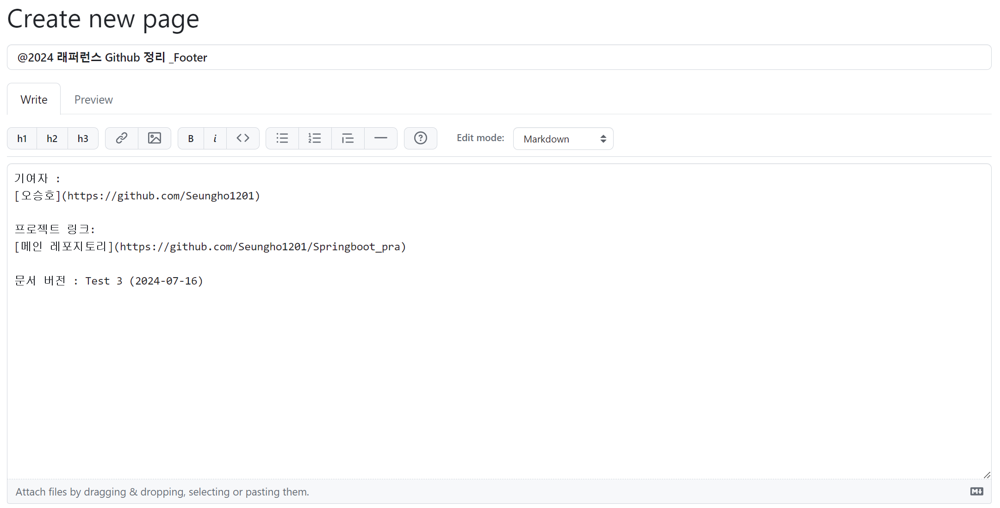 Create new page
@2024 래퍼런스 Github 정리 _Footer
Write Preview
h1 h2 h3 B i <> Edit mode: Markdown
기여자 :
[오승호](https://github.com/Seungho1201)
프로젝트 링크:
[메인 레포지토리](https://github.com/Seungho1201/Springboot_pra)
문서 버전 : Test 3 (2024-07-16)
Attach files by dragging & dropping, selecting or pasting them.